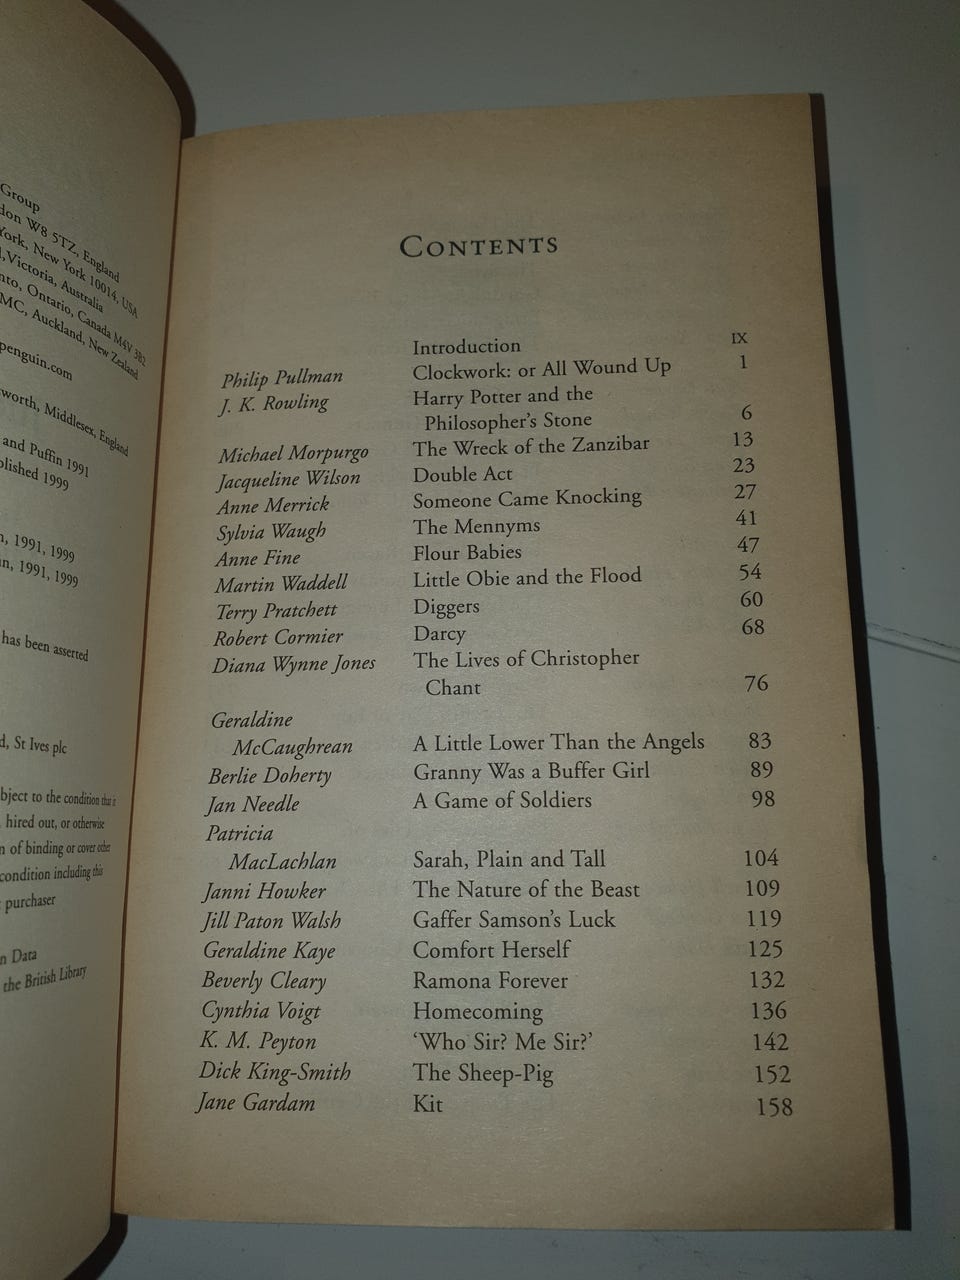 Group
don W8 5TZ, England
York, New York 10014, USA
, Victoria, Australia
Ontario, Canada M4V 3B2
MC, Auckland, New Zealand
penguin.com
worth, Middlesex, England
and Puffin 1991
1999
1991, 1999
1991, 1999
has been asserted
St Ives plc
to the condition that it
hired out, or otherwise
of binding or cover other
condition including this
purchaser
Data
the British Library
CONTENTS
Introduction IX
Philip Pullman Clockwork: or All Wound Up 1
J. K. Rowling Harry Potter and the
Philosopher's Stone 6
Michael Morpurgo The Wreck of the Zanzibar 13
Jacqueline Wilson Double Act 23
Anne Merrick Someone Came Knocking 27
Sylvia Waugh The Mennyms 41
Anne Fine Flour Babies 47
Martin Waddell Little Obie and the Flood 54
Terry Pratchett Diggers 60
Robert Cormier Darcy 68
Diana Wynne Jones The Lives of Christopher
Chant 76
Geraldine
McCaughrean A Little Lower Than the Angels 83
Berlie Doherty Granny Was a Buffer Girl 89
Jan Needle A Game of Soldiers 98
Patricia
MacLachlan Sarah, Plain and Tall 104
Janni Howker The Nature of the Beast 109
Jill Paton Walsh Gaffer Samson's Luck 119
Geraldine Kaye Comfort Herself 125
Beverly Cleary Ramona Forever 132
Cynthia Voigt Homecoming 136
K. M. Peyton 'Who Sir? Me Sir?' 142
Dick King-Smith The Sheep-Pig 152
Jane Gardam Kit 158